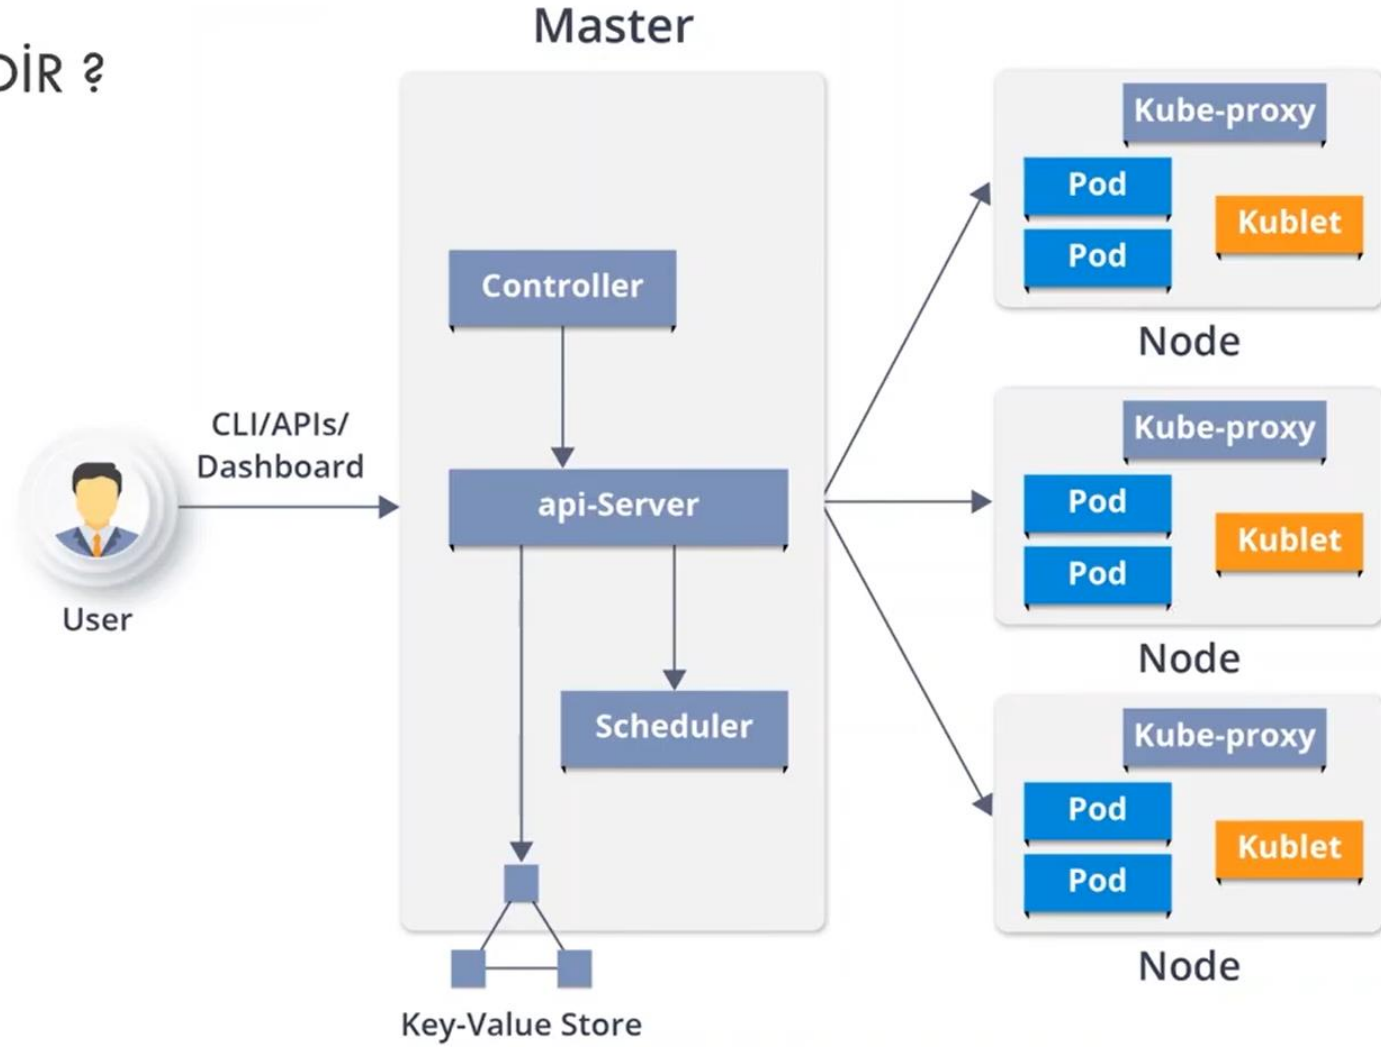 DİR ?
Master
Controller
api-Server
Scheduler
Key-Value Store
CLI/APIs/
Dashboard
User
Kube-proxy
Pod
Pod
Kublet
Node
Kube-proxy
Pod
Pod
Kublet
Node
Kube-proxy
Pod
Pod
Kublet
Node